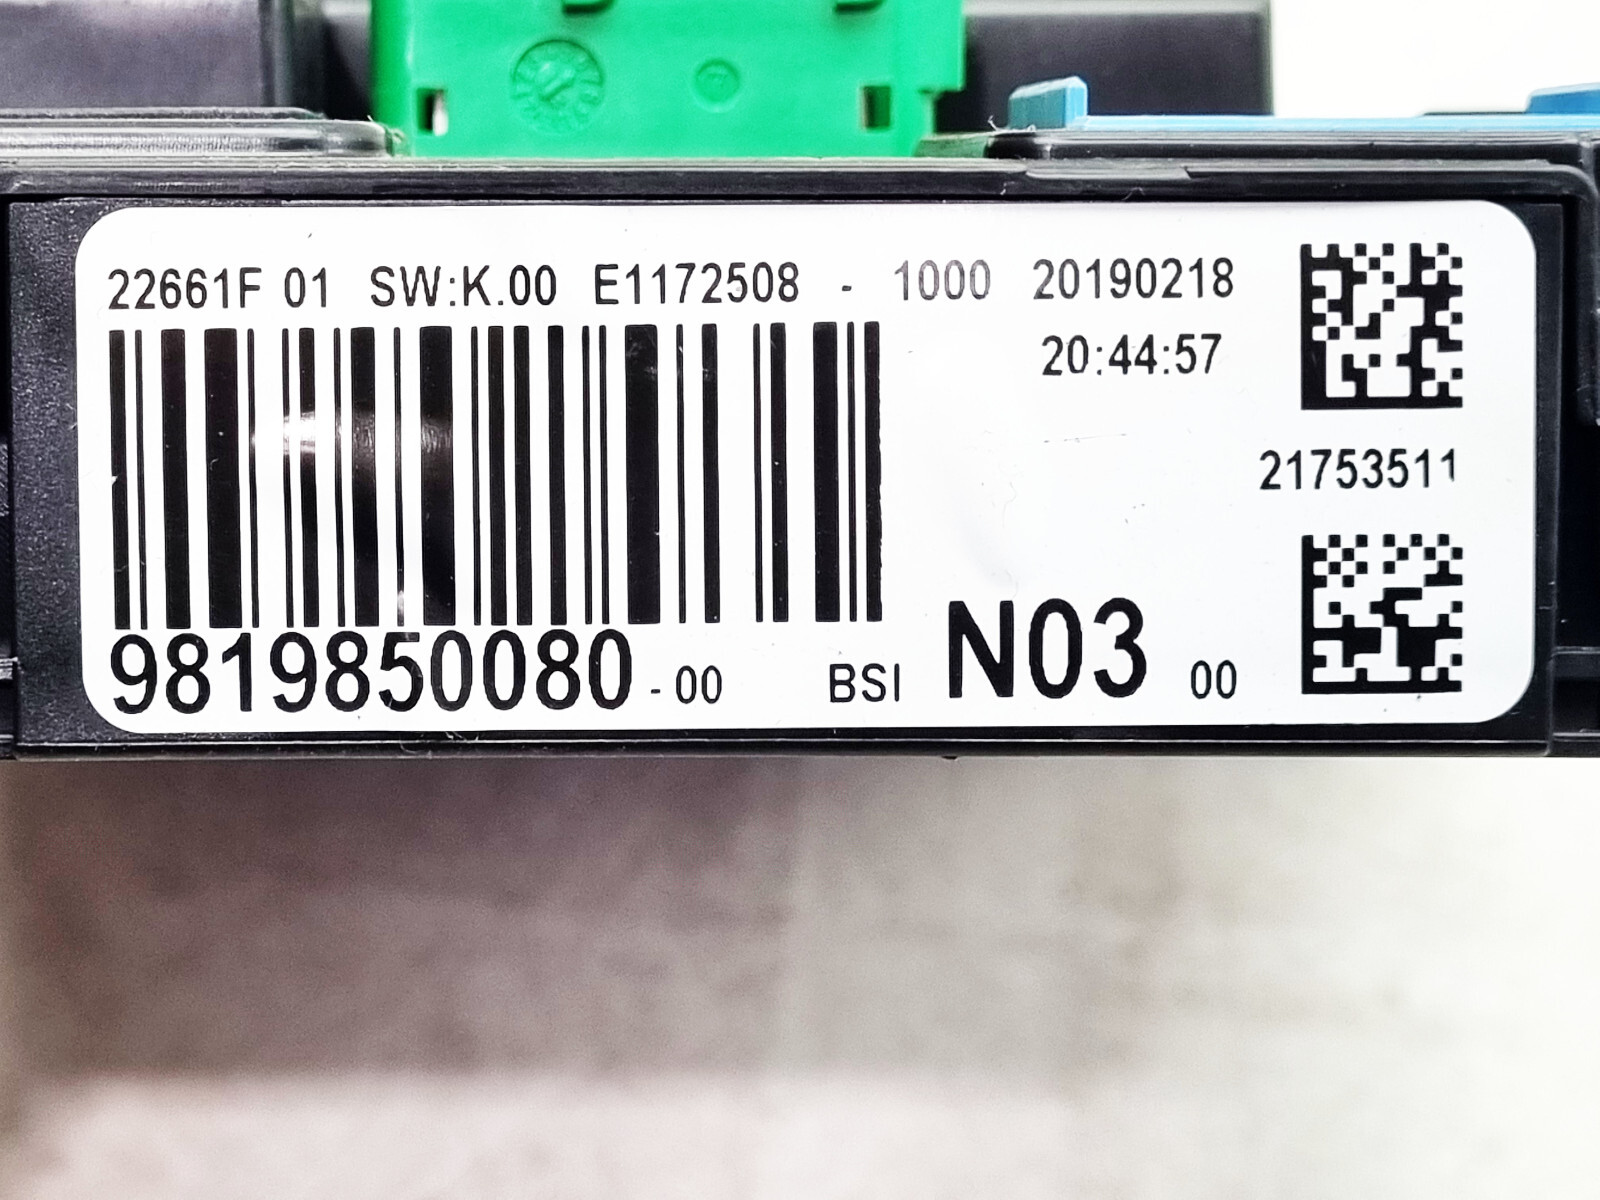 22661F 01 SW:K.00 E1172508 - 1000 20190218
20:44:57
21753511
9819850080 -00 BSI N03 00